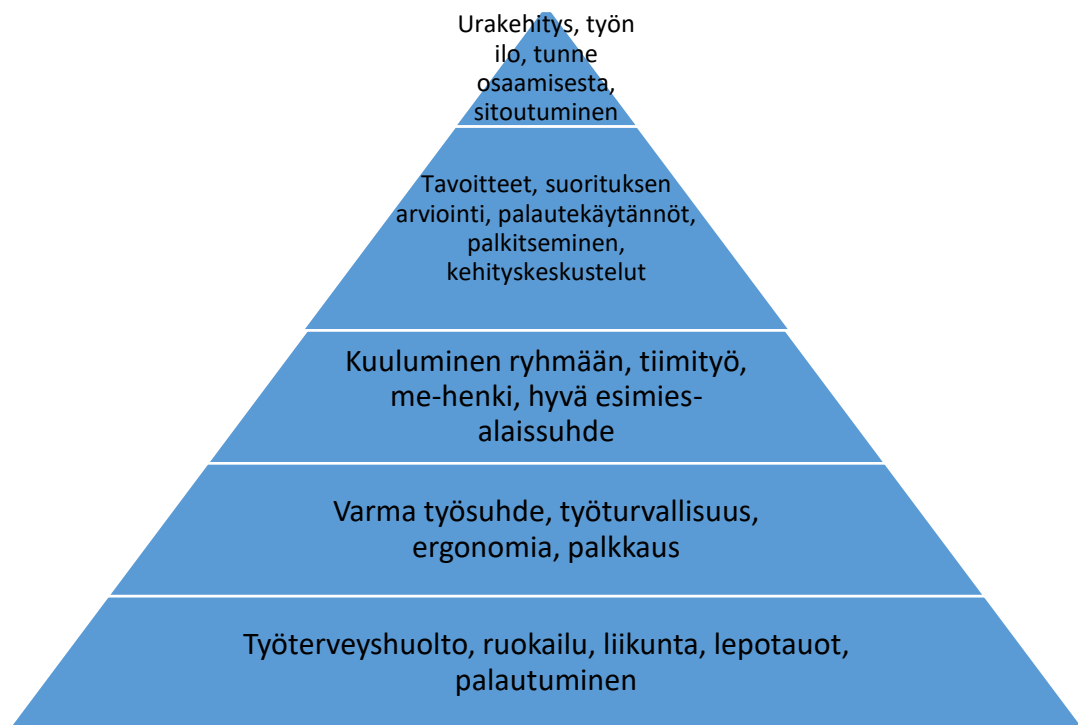 Urakehitys, työn
ilo, tunne
osaamisesta,
sitoutuminen
Tavoitteet, suorituksen
arviointi, palautekäytännöt,
palkitseminen,
kehityskeskustelut
Kuuluminen ryhmään, tiimityö,
me-henki, hyvä esimies-
alaissuhde
Varma työsuhde, työturvallisuus,
ergonomia, palkkaus
Työterveyshuolto, ruokailu, liikunta, lepotauot,
palautuminen